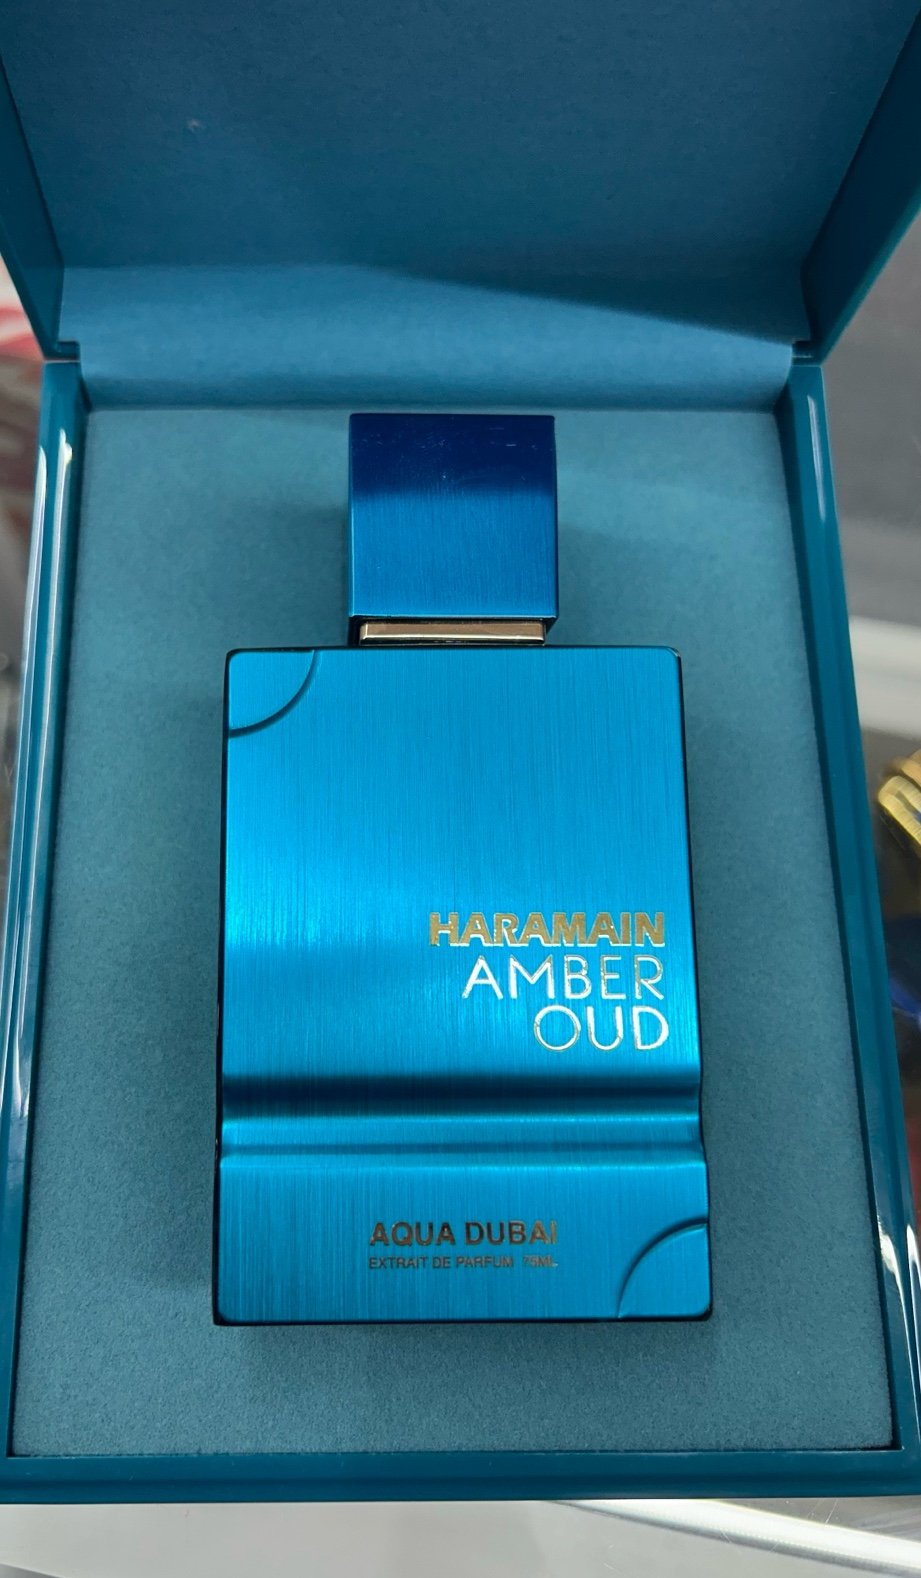 HARAMAIN
AMBER
OUD
AQUA DUBAI
EXTRAIT DE PARFUM 75ML